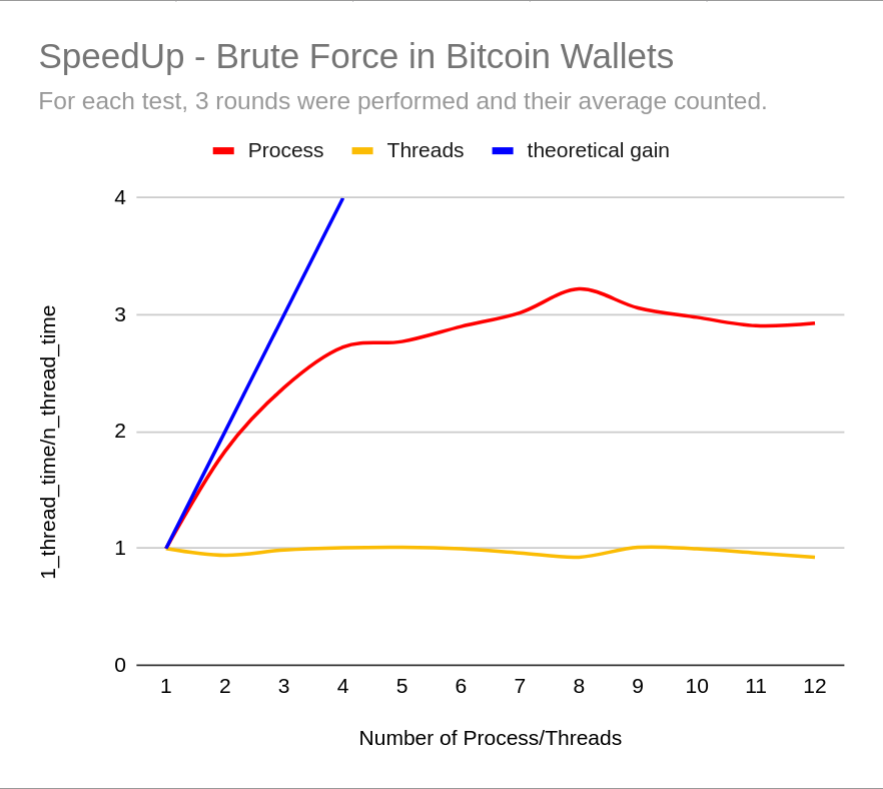 SpeedUp - Brute Force in Bitcoin Wallets
For each test, 3 rounds were performed and their average counted.
Process Threads theoretical gain
1_thread_time/n_thread_time
4
3
2
1
0
1 2 3 4 5 6 7 8 9 10 11 12
Number of Process/Threads